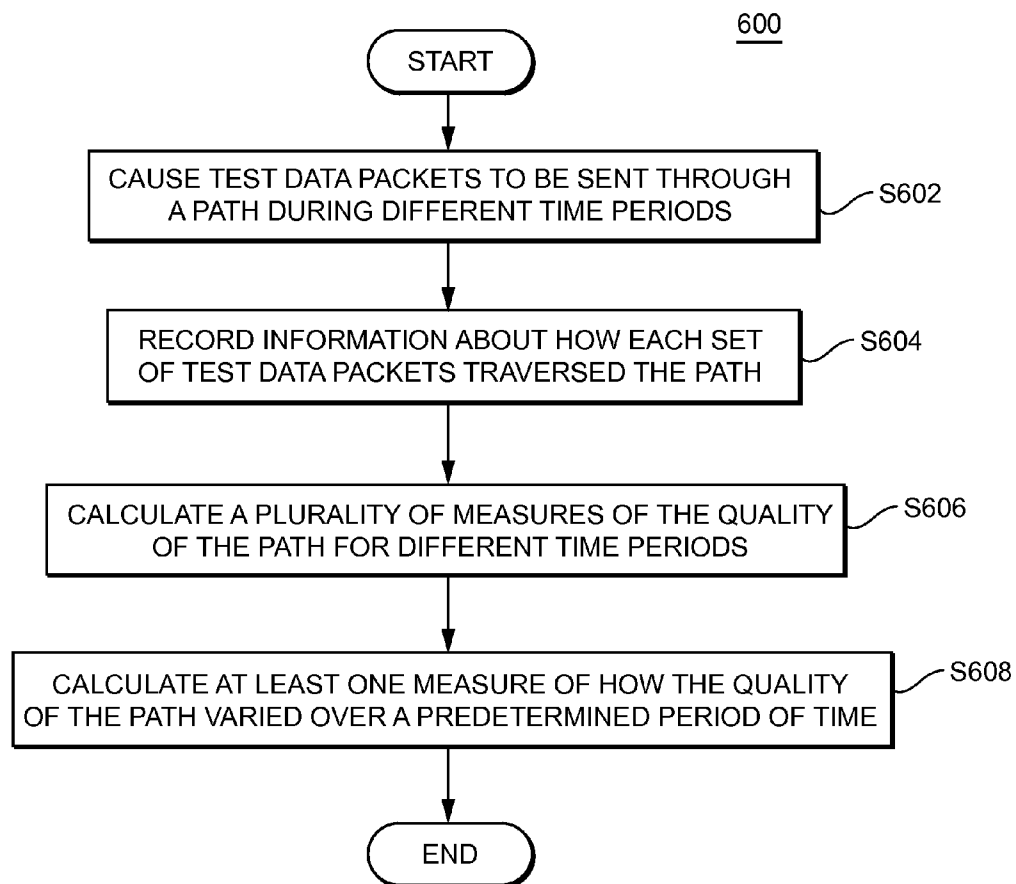 600
START
CAUSE TEST DATA PACKETS TO BE SENT THROUGH
A PATH DURING DIFFERENT TIME PERIODS
S602
RECORD INFORMATION ABOUT HOW EACH SET
OF TEST DATA PACKETS TRAVERSED THE PATH
S604
CALCULATE A PLURALITY OF MEASURES OF THE QUALITY
OF THE PATH FOR DIFFERENT TIME PERIODS
S606
CALCULATE AT LEAST ONE MEASURE OF HOW THE QUALITY
OF THE PATH VARIED OVER A PREDETERMINED PERIOD OF TIME
S608
END